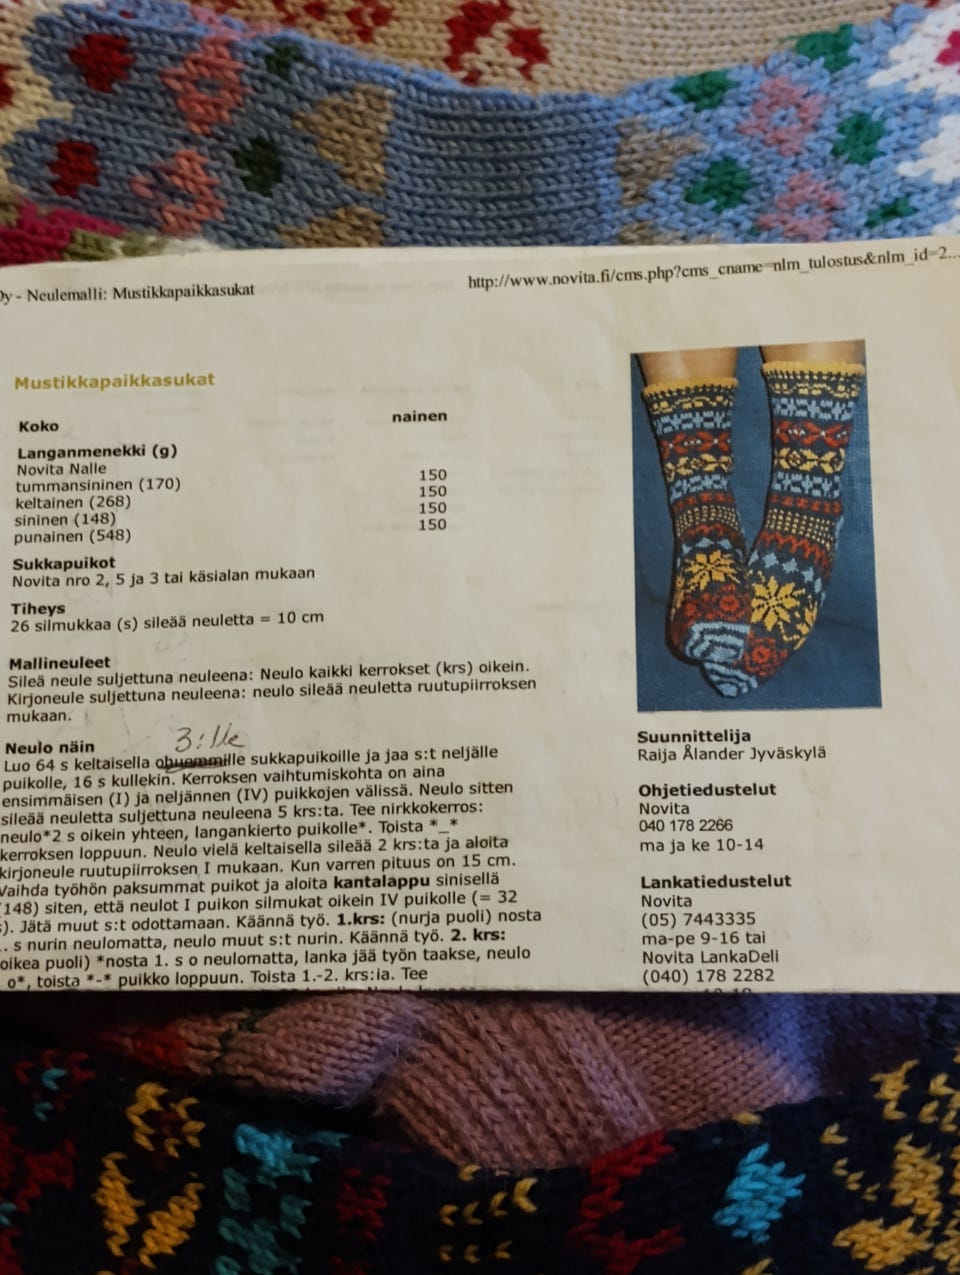 Oy - Neulemalli: Mustikkapaikkasukat
http://www.novita.fi/cms.php?cms_cname=nlm_tulostus&nlm_id=2...
Mustikkapaikkasukat
Koko nainen
Langanmenekki (g)
Novita Nalle
tummansininen (170) 150
keltainen (268) 150
sininen (148) 150
punainen (548) 150
Sukkapuikot
Novita nro 2, 5 ja 3 tai käsialan mukaan
Tiheys
26 silmukkaa (s) sileää neuletta = 10 cm
Mallineuleet
Sileä neule suljettuna neuleena: Neulo kaikki kerrokset (krs) oikein.
Kirjoneule suljettuna neuleena: neulo sileää neuletta ruutupiirroksen
mukaan.
3:lle
Neulo näin
Luo 64 s keltaisella ohuemmille sukkapuikoille ja jaa s:t neljälle
puikolle, 16 s kullekin. Kerroksen vaihtumiskohta on aina
ensimmäisen (I) ja neljännen (IV) puikkojen välissä. Neulo sitten
sileää neuletta suljettuna neuleena 5 krs:ta. Tee nirkkokerros:
neulo*2 s oikein yhteen, langankierto puikolle*. Toista *_*
kerroksen loppuun. Neulo vielä keltaisella sileää 2 krs:ta ja aloita
kirjoneule ruutupiirroksen I mukaan. Kun varren pituus on 15 cm.
Vaihda työhön paksummat puikot ja aloita kantalappu sinisellä
(148) siten, että neulot I puikon silmukat oikein IV puikolle (= 32
s). Jätä muut s:t odottamaan. Käännä työ. 1.krs: (nurja puoli) nosta
. s nurin neulomatta, neulo muut s:t nurin. Käännä työ. 2. krs:
oikea puoli) *nosta 1. s o neulomatta, lanka jää työn taakse, neulo
o*, toista *-* puikko loppuun. Toista 1.-2. krs:ia. Tee
Suunnittelija
Raija Ålander Jyväskylä
Ohjetiedustelut
Novita
040 178 2266
ma ja ke 10-14
Lankatiedustelut
Novita
(05) 7443335
ma-pe 9-16 tai
Novita LankaDeli
(040) 178 2282